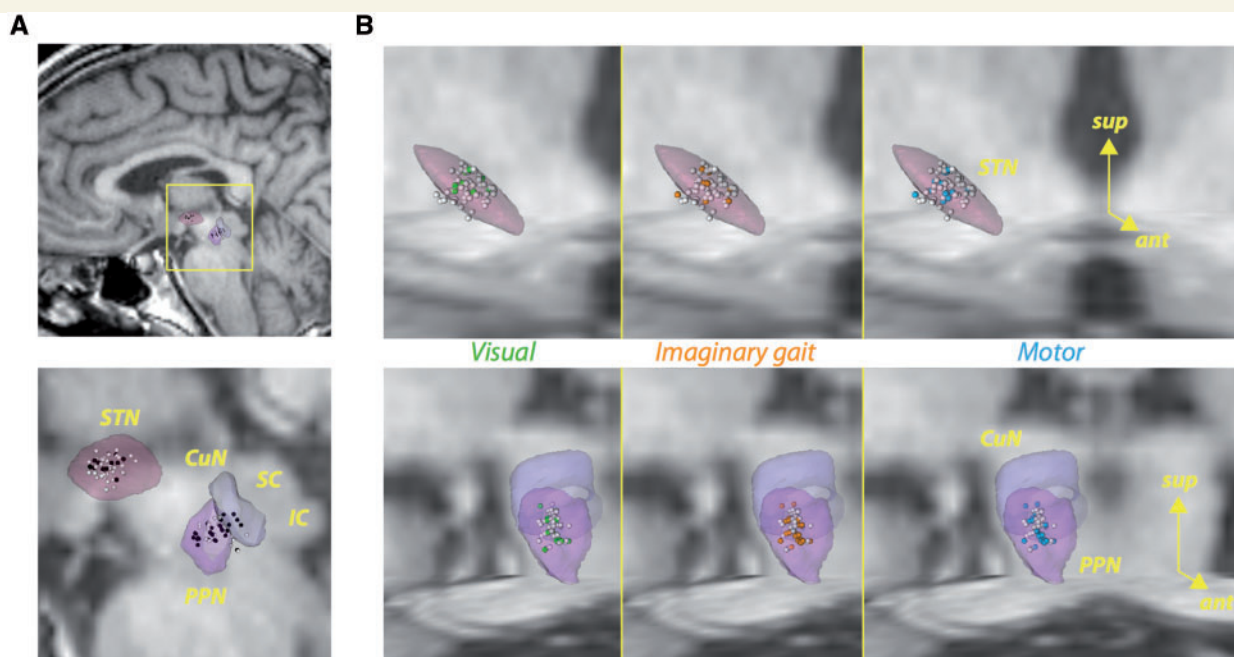 A
B
STN
CuN
SC
IC
PPN
sup
STN
ant
Visual
Imaginary gait
Motor
CuN
sup
PPN
ant